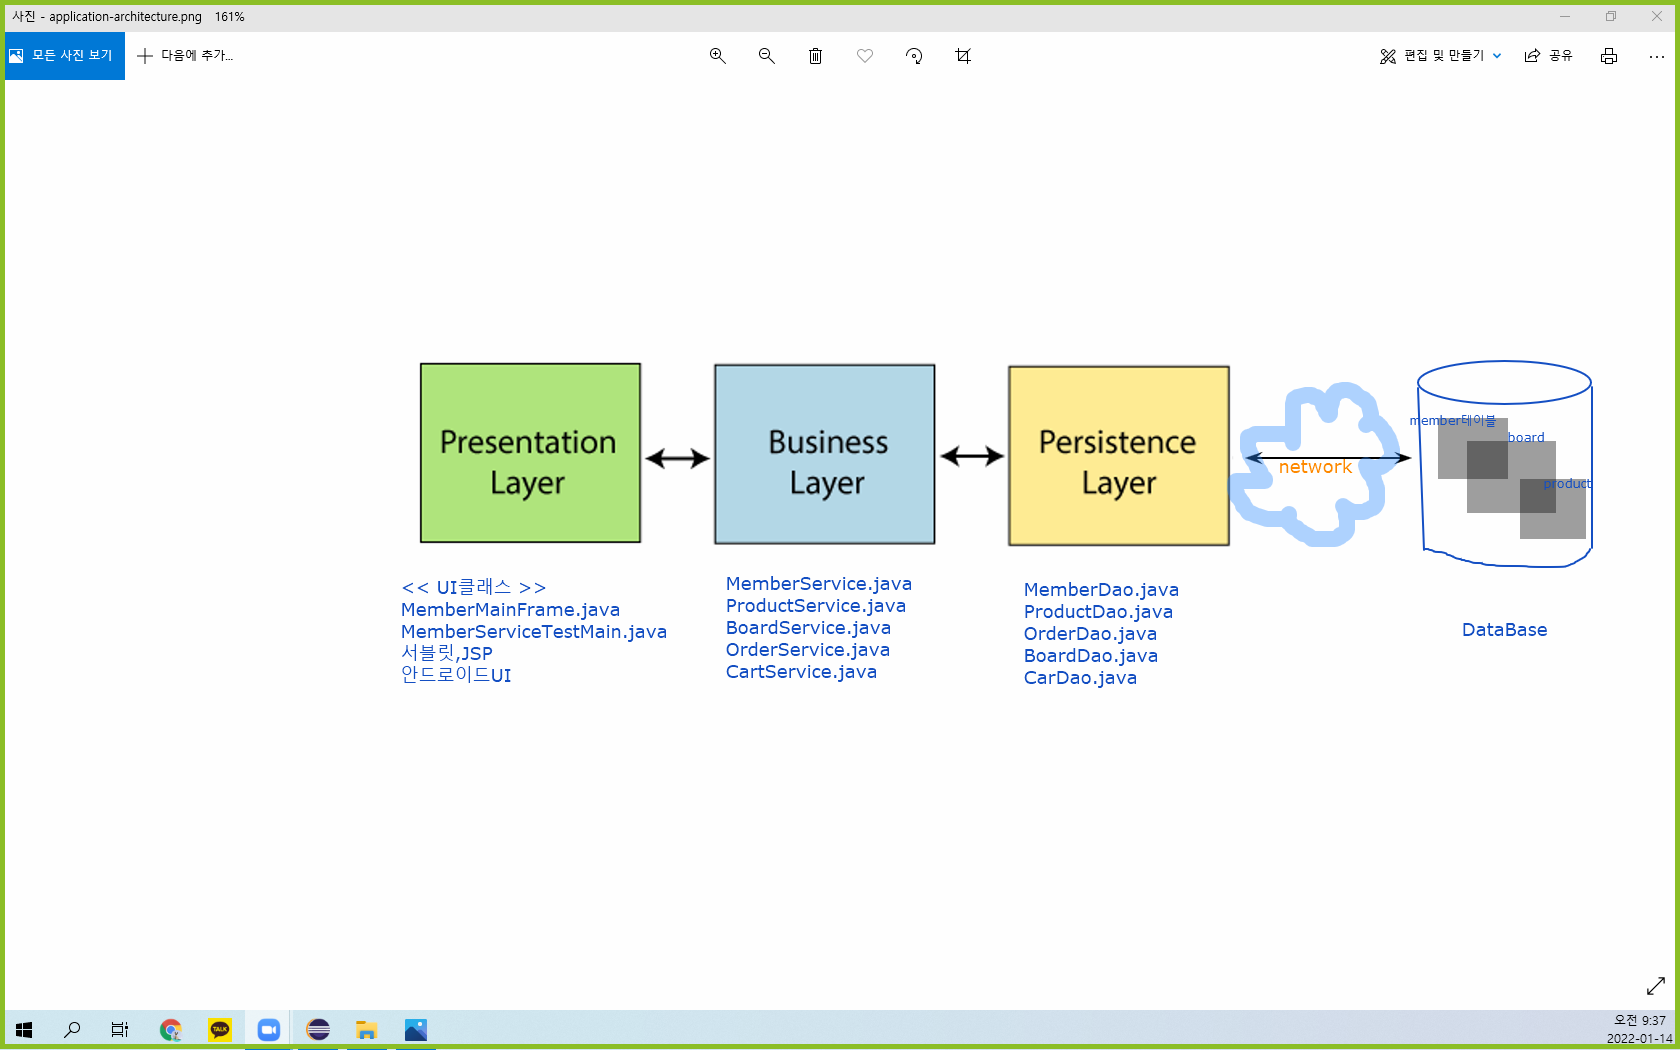 사진 - application-architecture.png 161%
모든 사진 보기
다음에 추가...
편집 및 만들기
공유
Presentation
Layer
Business
Layer
Persistence
Layer
network
member테이블
board
product
<< UI클래스 >>
MemberMainFrame.java
MemberServiceTestMain.java
서블릿,JSP
안드로이드UI
MemberService.java
ProductService.java
BoardService.java
OrderService.java
CartService.java
MemberDao.java
ProductDao.java
OrderDao.java
BoardDao.java
CarDao.java
DataBase
TALK
오전 9:37
2022-01-14